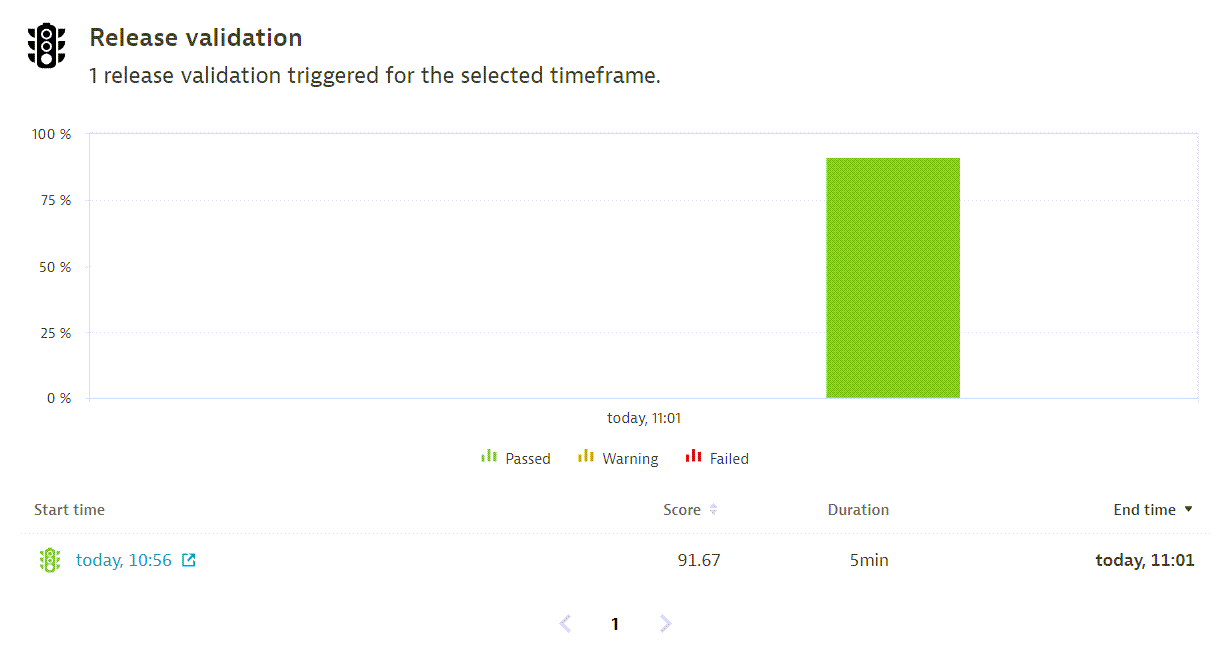 Release validation
1 release validation triggered for the selected timeframe.
100 %
75 %
50 %
25 %
0 %
today, 11:01
Passed Warning Failed
Start time Score Duration End time
today, 10:56 91.67 5min today, 11:01
1